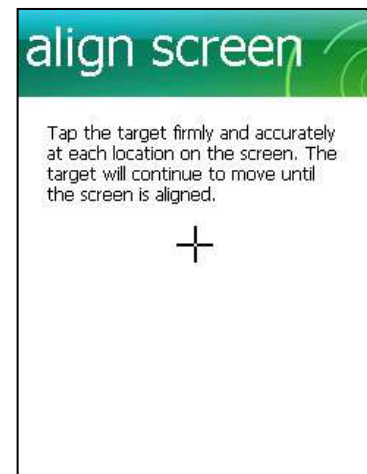 align screen
Tap the target firmly and accurately
at each location on the screen. The
target will continue to move until
the screen is aligned.